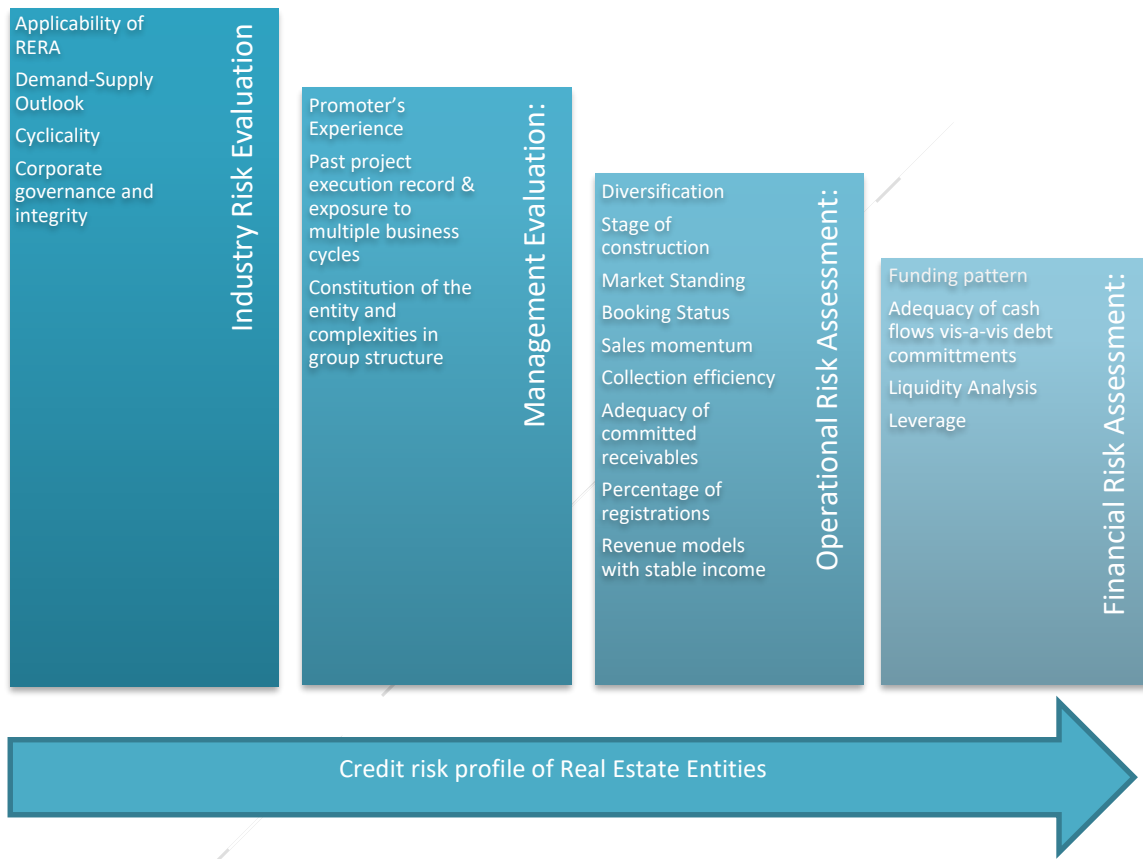 Applicability of
RERA
Demand-Supply
Outlook
Cyclicality
Corporate
governance and
integrity
Industry Risk Evaluation
Promoter’s
Experience
Past project
execution record &
exposure to
multiple business
cycles
Constitution of the
entity and
complexities in
group structure
Management Evaluation:
Diversification
Stage of
construction
Market Standing
Booking Status
Sales momentum
Collection efficiency
Adequacy of
committed
receivables
Percentage of
registrations
Revenue models
with stable income
Operational Risk Assessment:
Funding pattern
Adequacy of cash
flows vis-a-vis debt
committments
Liquidity Analysis
Leverage
Financial Risk Assessment:
Credit risk profile of Real Estate Entities